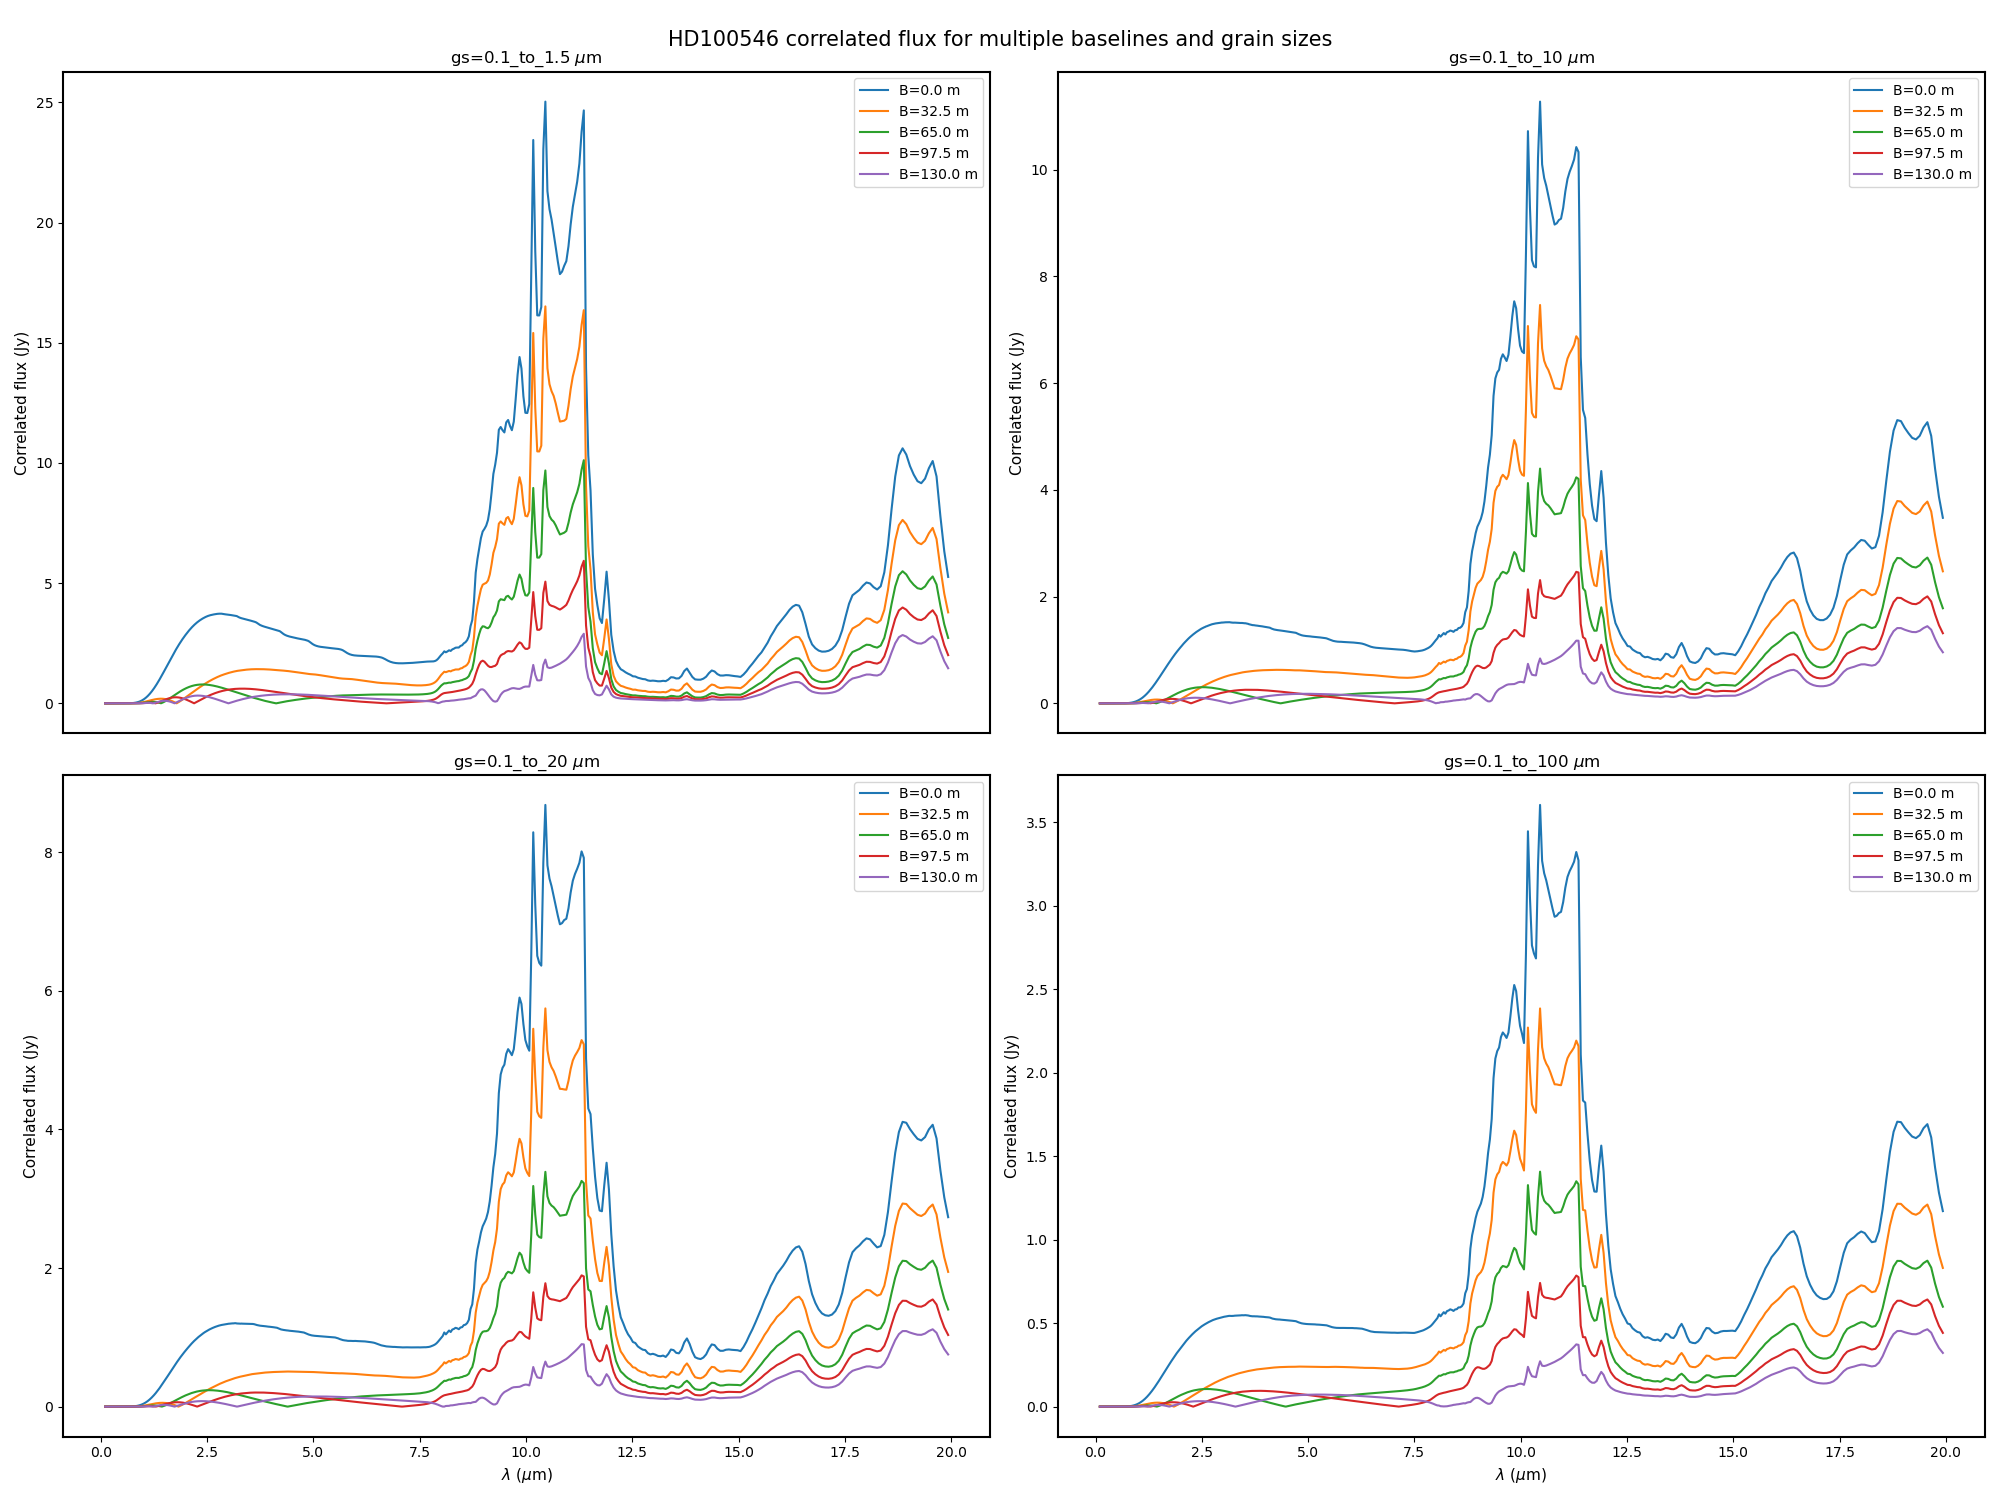 HD100546 correlated flux for multiple baselines and grain sizes
gs=0.1_to_1.5 μm
25
20
15
10
5
0
Correlated flux (Jy)
B=0.0 m
B=32.5 m
B=65.0 m
B=97.5 m
B=130.0 m
gs=0.1_to_10 μm
10
8
6
4
2
0
Correlated flux (Jy)
B=0.0 m
B=32.5 m
B=65.0 m
B=97.5 m
B=130.0 m
gs=0.1_to_20 μm
8
6
4
2
0
Correlated flux (Jy)
B=0.0 m
B=32.5 m
B=65.0 m
B=97.5 m
B=130.0 m
0.0 2.5 5.0 7.5 10.0 12.5 15.0 17.5 20.0
λ (μm)
gs=0.1_to_100 μm
3.5
3.0
2.5
2.0
1.5
1.0
0.5
0.0
Correlated flux (Jy)
B=0.0 m
B=32.5 m
B=65.0 m
B=97.5 m
B=130.0 m
0.0 2.5 5.0 7.5 10.0 12.5 15.0 17.5 20.0
λ (μm)